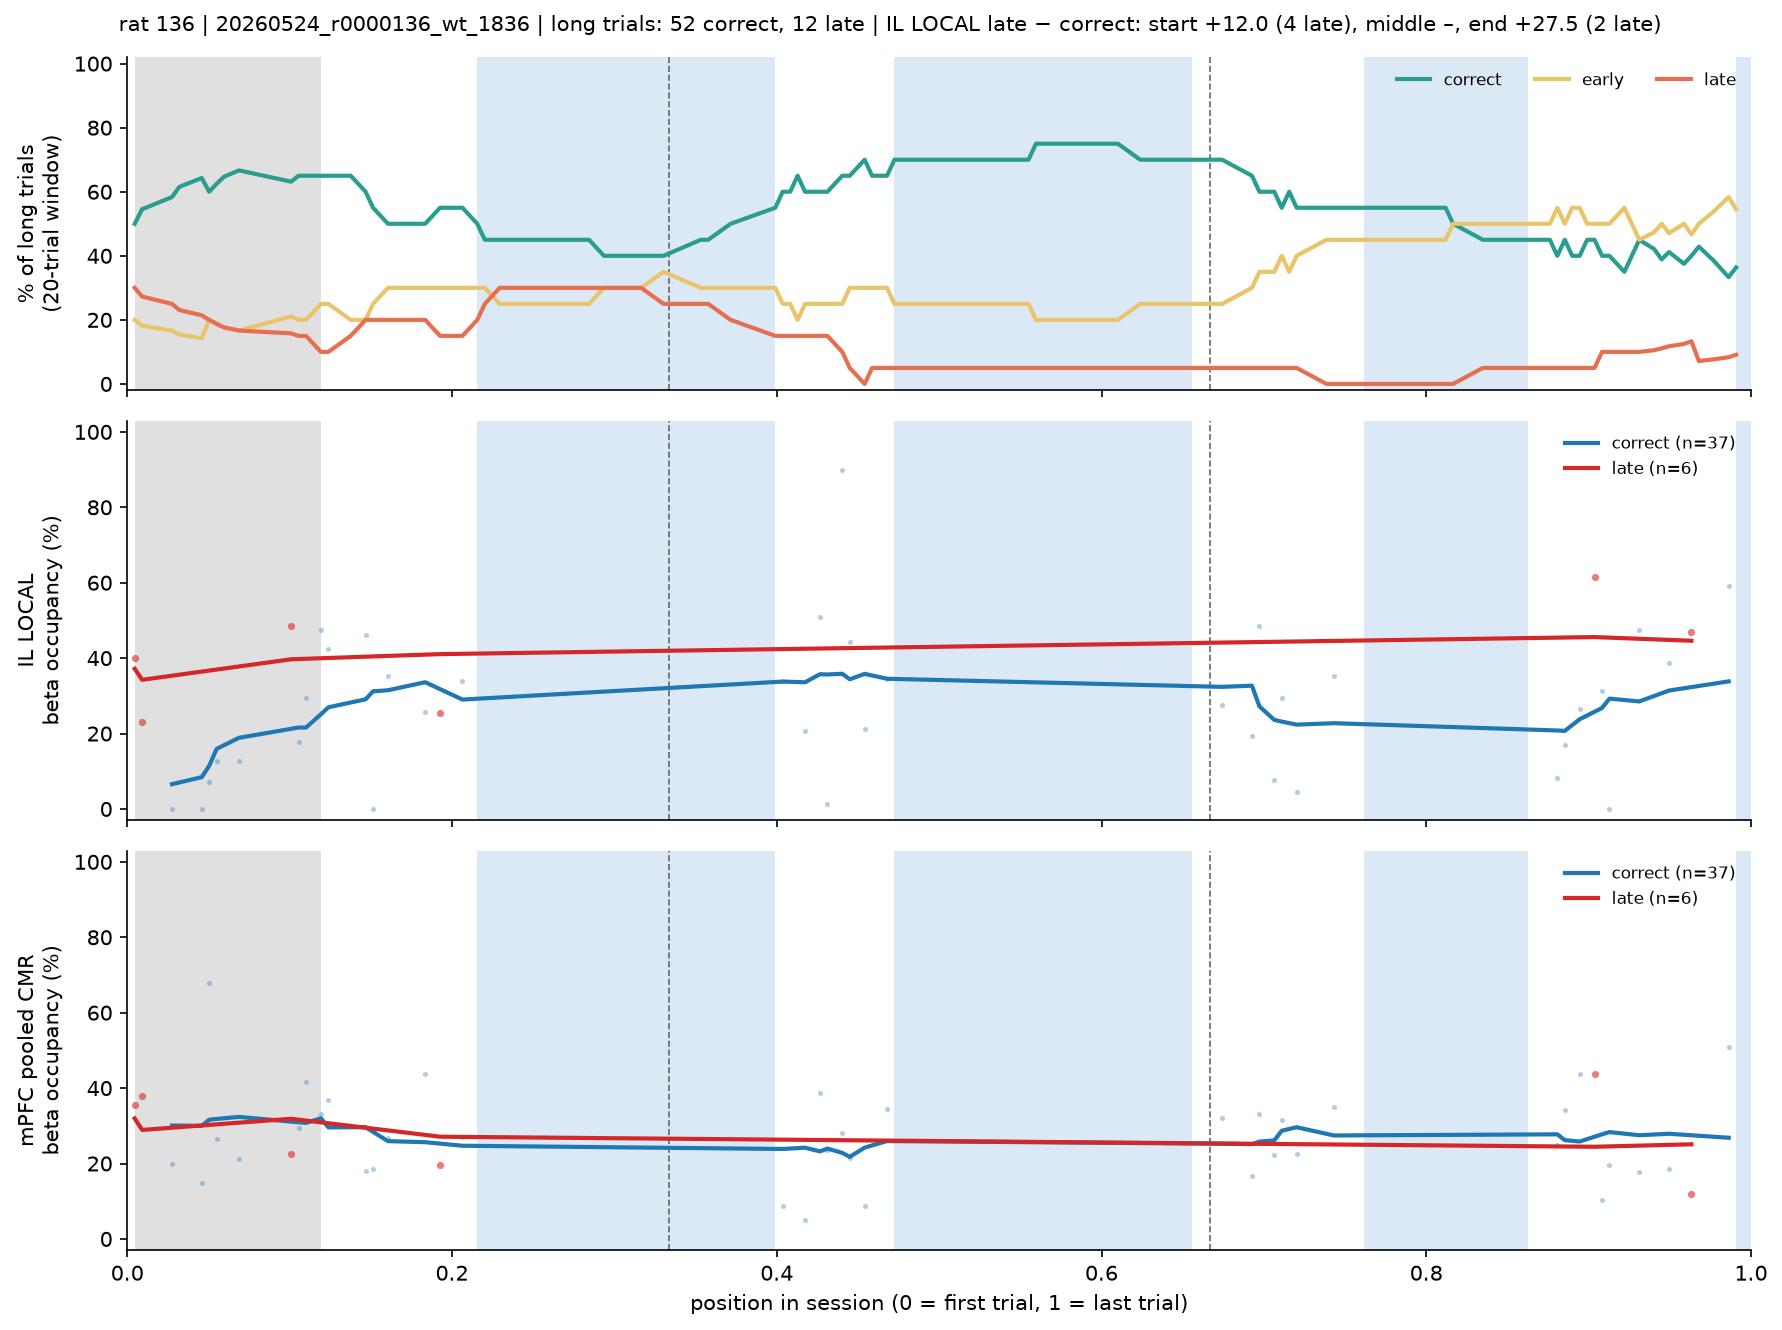 rat 136 | 20260524_r0000136_wt_1836 | long trials: 52 correct, 12 late | IL LOCAL late − correct: start +12.0 (4 late), middle –, end +27.5 (2 late)
100
80
60
40
20
0
% of long trials
(20-trial window)
correct
early
late
100
80
60
40
20
0
IL LOCAL
beta occupancy (%)
correct (n=37)
late (n=6)
100
80
60
40
20
0
mPFC pooled CMR
beta occupancy (%)
correct (n=37)
late (n=6)
0.0
0.2
0.4
0.6
0.8
1.0
position in session (0 = first trial, 1 = last trial)